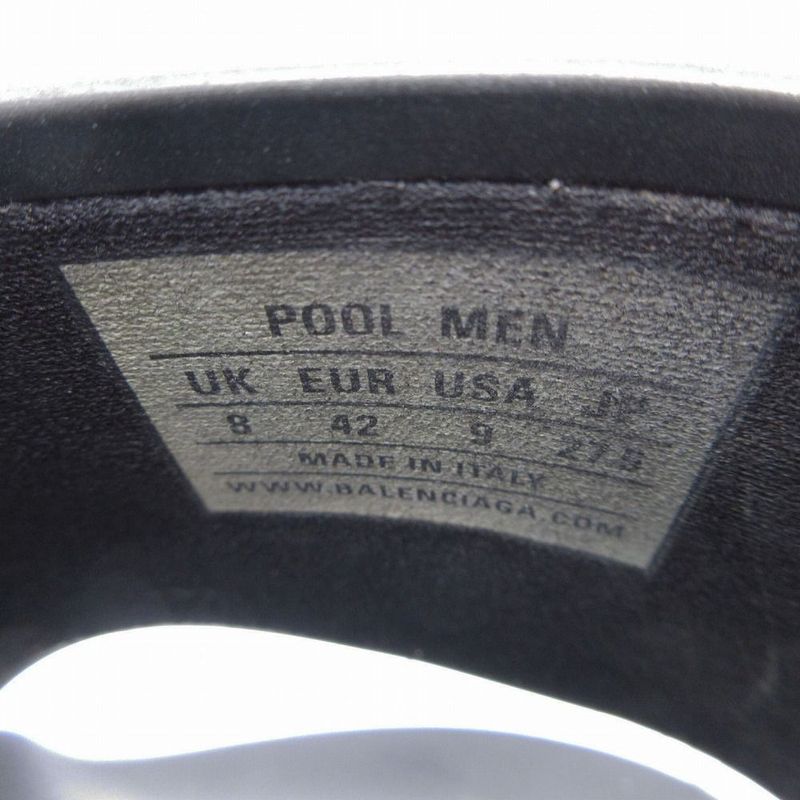 POOL MEN
UK EUR USA JP
8 42 9 27.5
MADE IN ITALY
WWW.BALENCIAGA.COM